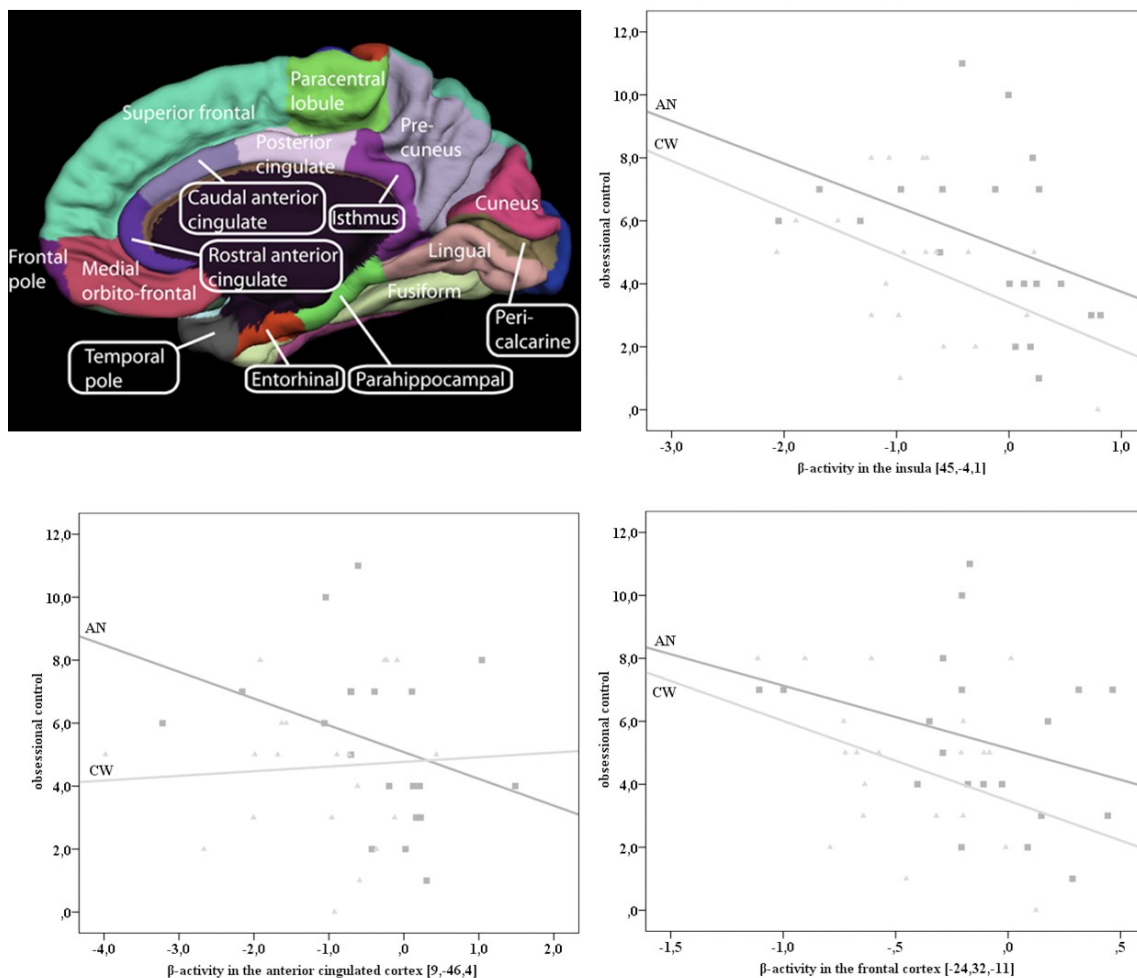 Superior frontal
Paracentral
lobule
Posterior
cingulate
Pre-
cuneus
Caudal anterior
cingulate
Isthmus
Cuneus
Rostral anterior
cingulate
Lingual
Frontal
pole
Medial
orbito-frontal
Fusiform
Peri-
calcarine
Temporal
pole
Entorhinal
Parahippocampal
12,0
10,0
8,0
6,0
4,0
2,0
,0
obsessional control
AN
CW
-3,0 -2,0 -1,0 ,0 1,0
β-activity in the insula [45,-4,1]
12,0
10,0
8,0
6,0
4,0
2,0
,0
obsessional control
AN
CW
-4,0 -3,0 -2,0 -1,0 ,0 1,0 2,0
β-activity in the anterior cingulated cortex [9,-46,4]
12,0
10,0
8,0
6,0
4,0
2,0
,0
obsessional control
AN
CW
-1,5 -1,0 -,5 ,0 ,5
β-activity in the frontal cortex [-24,32,-11]